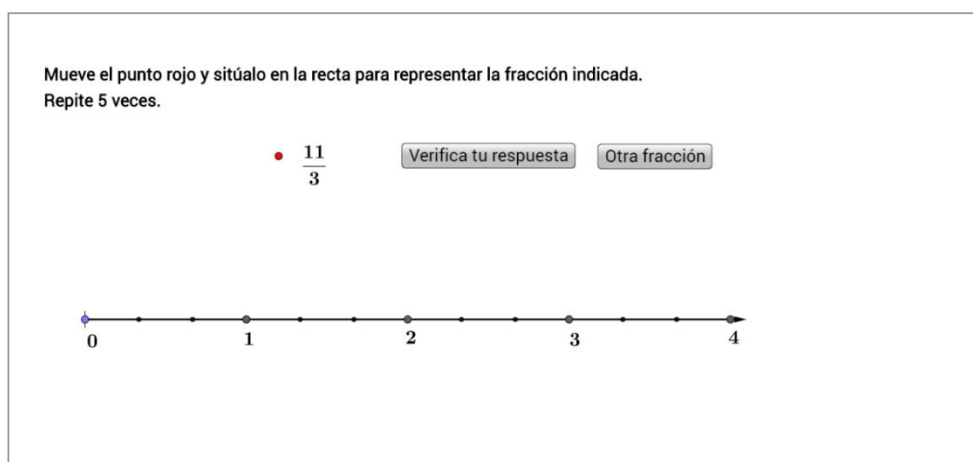 Mueve el punto rojo y sitúalo en la recta para representar la fracción indicada.
Repite 5 veces.
11
3
Verifica tu respuesta Otra fracción
0 1 2 3 4